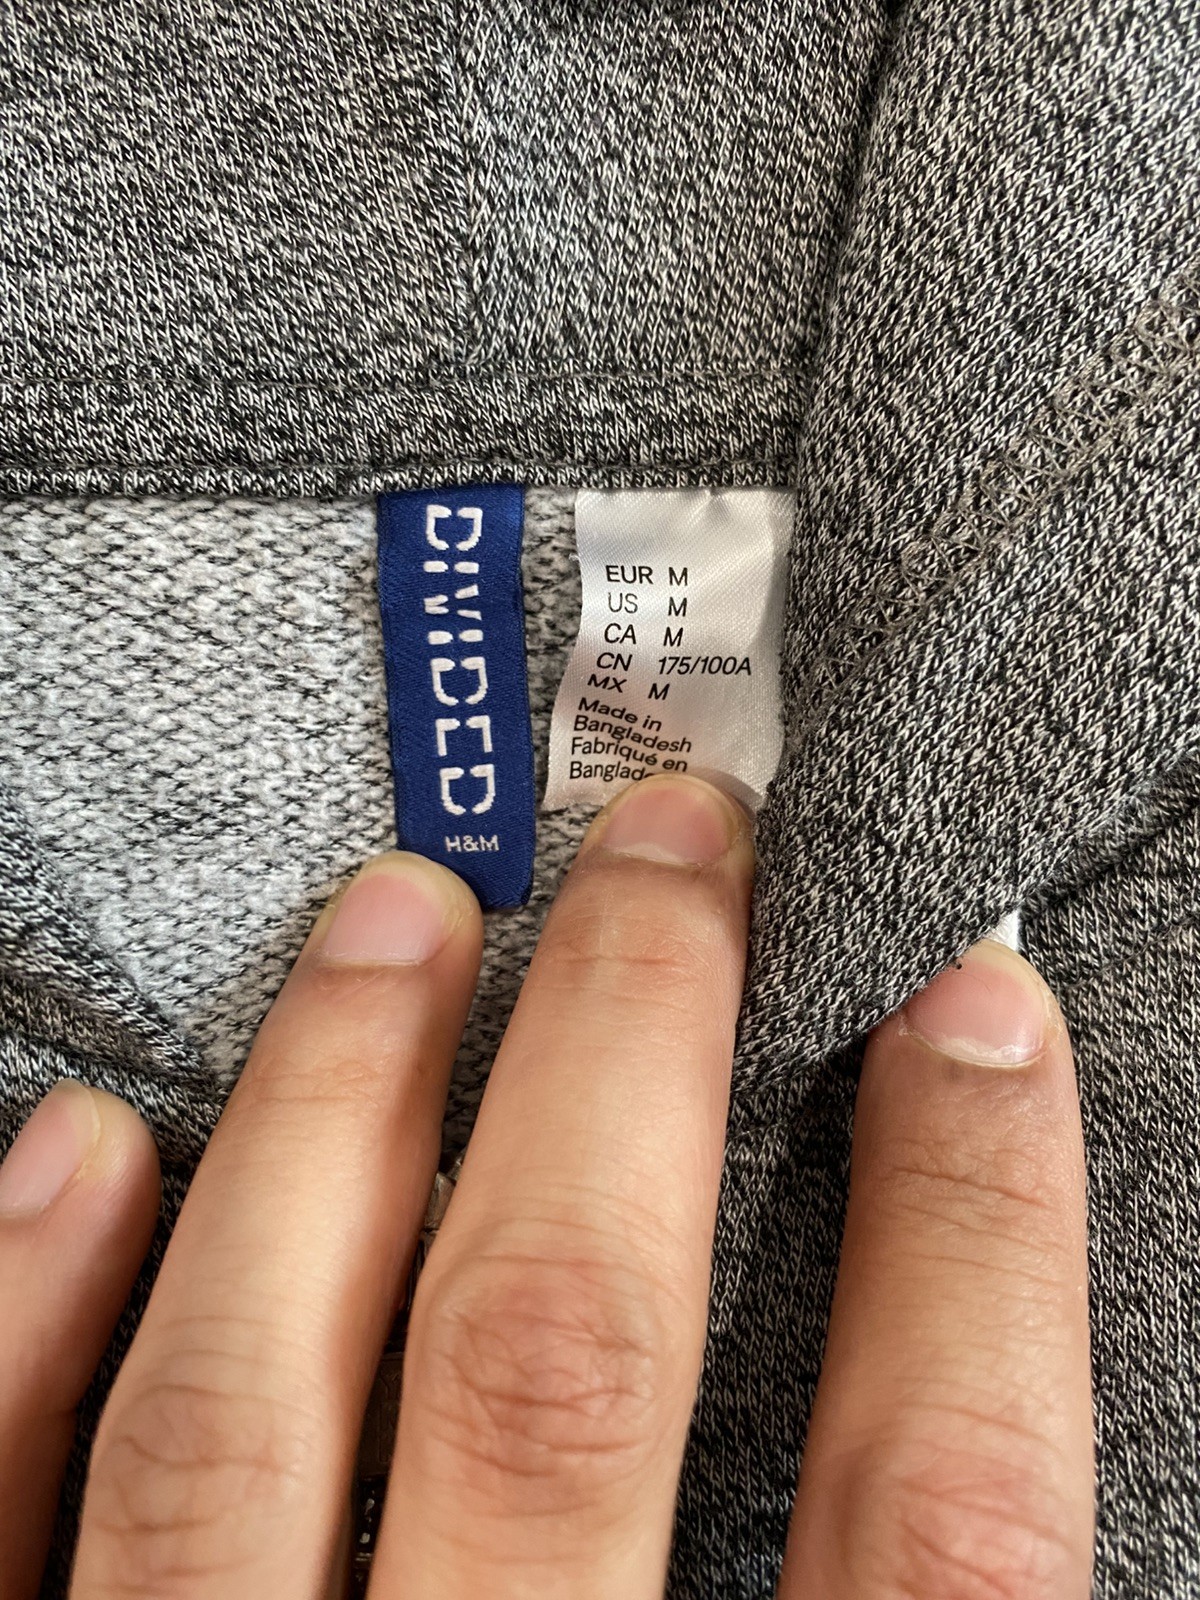 DIVIDED
H&M
EUR M
US M
CA M
CN 175/100A
MX M
Made in
Bangladesh
Fabriqué en